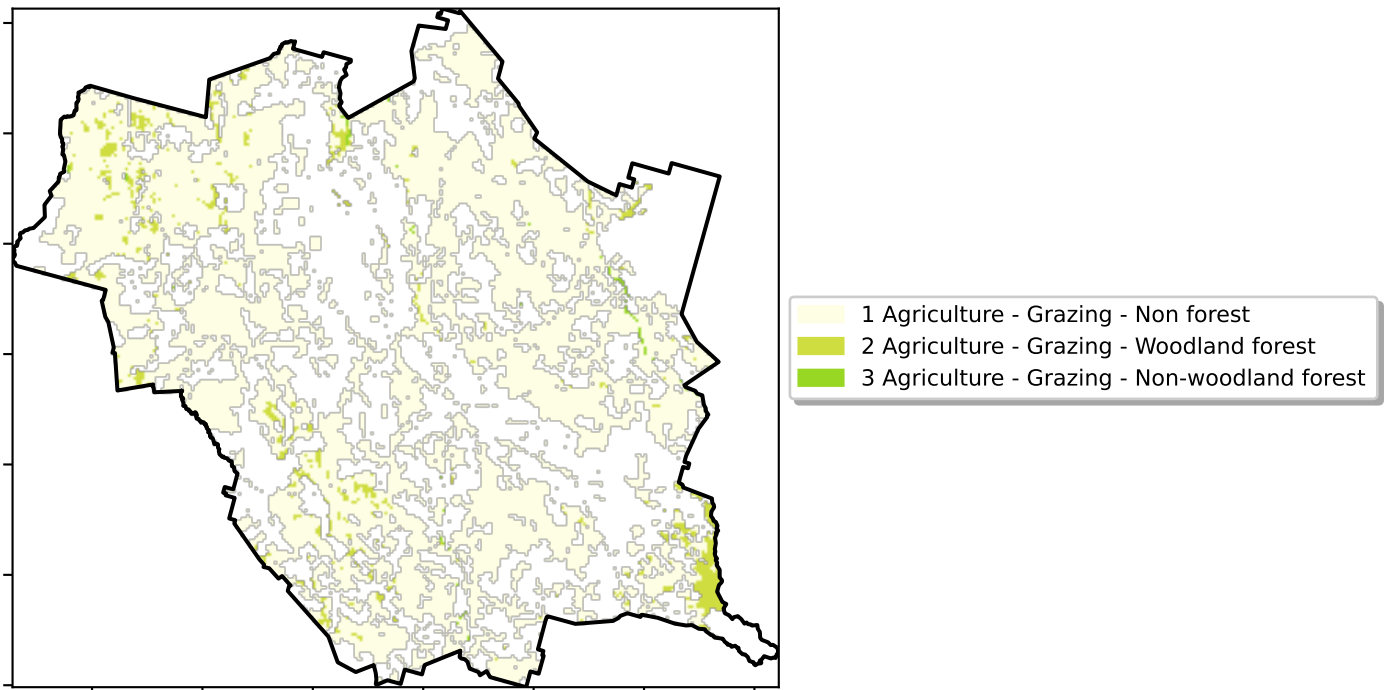 1 Agriculture - Grazing - Non forest
2 Agriculture - Grazing - Woodland forest
3 Agriculture - Grazing - Non-woodland forest